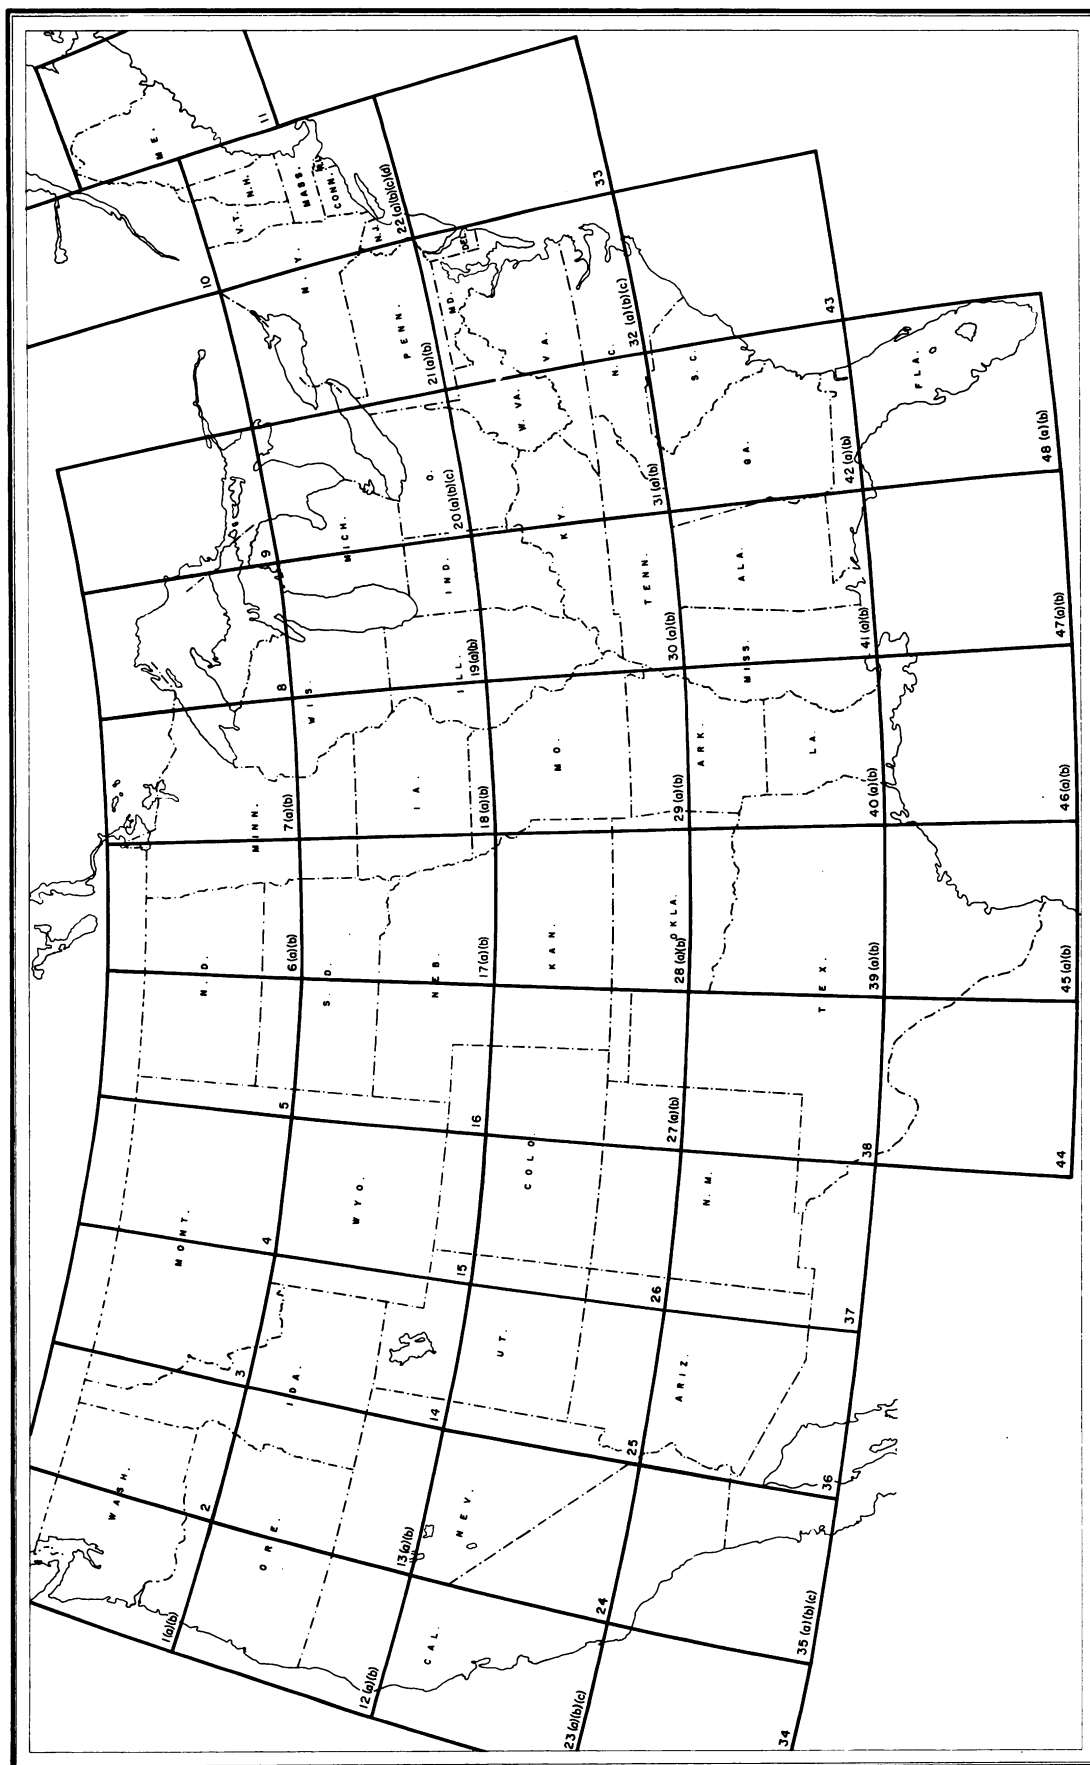 WASH.
MONT.
N. D.
MINN.
M E.
V. T.
N. H.
MASS.
R.I.
CONN.
N. Y.
1(a)(b)
2
3
4
5
6(a)(b)
7(a)(b)
8
9
10
11
ORE.
IDA.
WYO.
S. D.
NEB.
IA.
WIS.
ILL.
MICH.
IND.
O.
PENN.
N. J.
12(a)(b)
13(a)(b)
14
15
16
17(a)(b)
18(a)(b)
19(a)(b)
20(a)(b)(c)
21(a)(b)
22(a)(b)(c)(d)
CAL.
NEV.
UT.
COLO.
KAN.
MO.
KY.
W. VA.
VA.
MD.
DEL.
23(a)(b)(c)
24
25
26
27(a)(b)
28(a)(b)
29(a)(b)
30(a)(b)
31(a)(b)
32(a)(b)(c)
33
ARIZ.
N. M.
OKLA.
TEX.
ARK.
LA.
TENN.
MISS.
ALA.
GA.
N. C.
S. C.
34
35(a)(b)(c)
36
37
38
39(a)(b)
40(a)(b)
41(a)(b)
42(a)(b)
43
FLA.
44
45(a)(b)
46(a)(b)
47(a)(b)
48(a)(b)